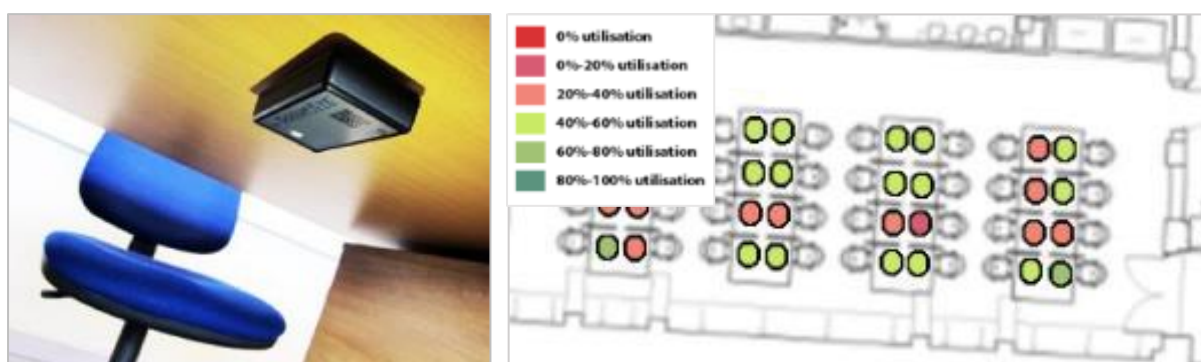 0% utilisation
0%-20% utilisation
20%-40% utilisation
40%-60% utilisation
60%-80% utilisation
80%-100% utilisation